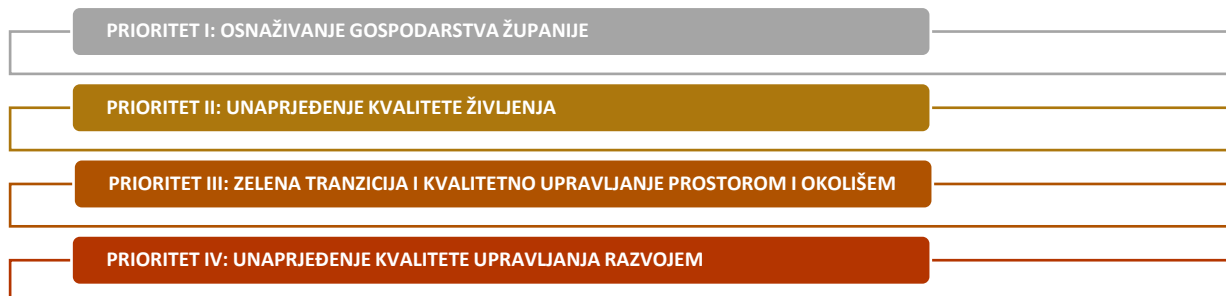 PRIORITET I: OSNAŽIVANJE GOSPODARSTVA ŽUPANIJE
PRIORITET II: UNAPRJEĐENJE KVALITETE ŽIVLJENJA
PRIORITET III: ZELENA TRANZICIJA I KVALITETNO UPRAVLJANJE PROSTOROM I OKOLIŠEM
PRIORITET IV: UNAPRJEĐENJE KVALITETE UPRAVLJANJA RAZVOJEM